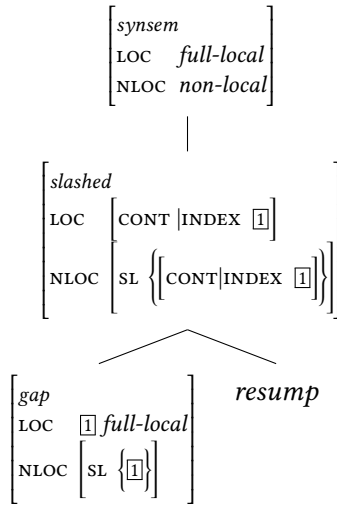 synsem
LOC full-local
NLOC non-local
slashed
LOC [CONT |INDEX 1]
NLOC [SL {[CONT|INDEX 1]}]
gap
LOC 1 full-local
NLOC [SL {1}]
resump